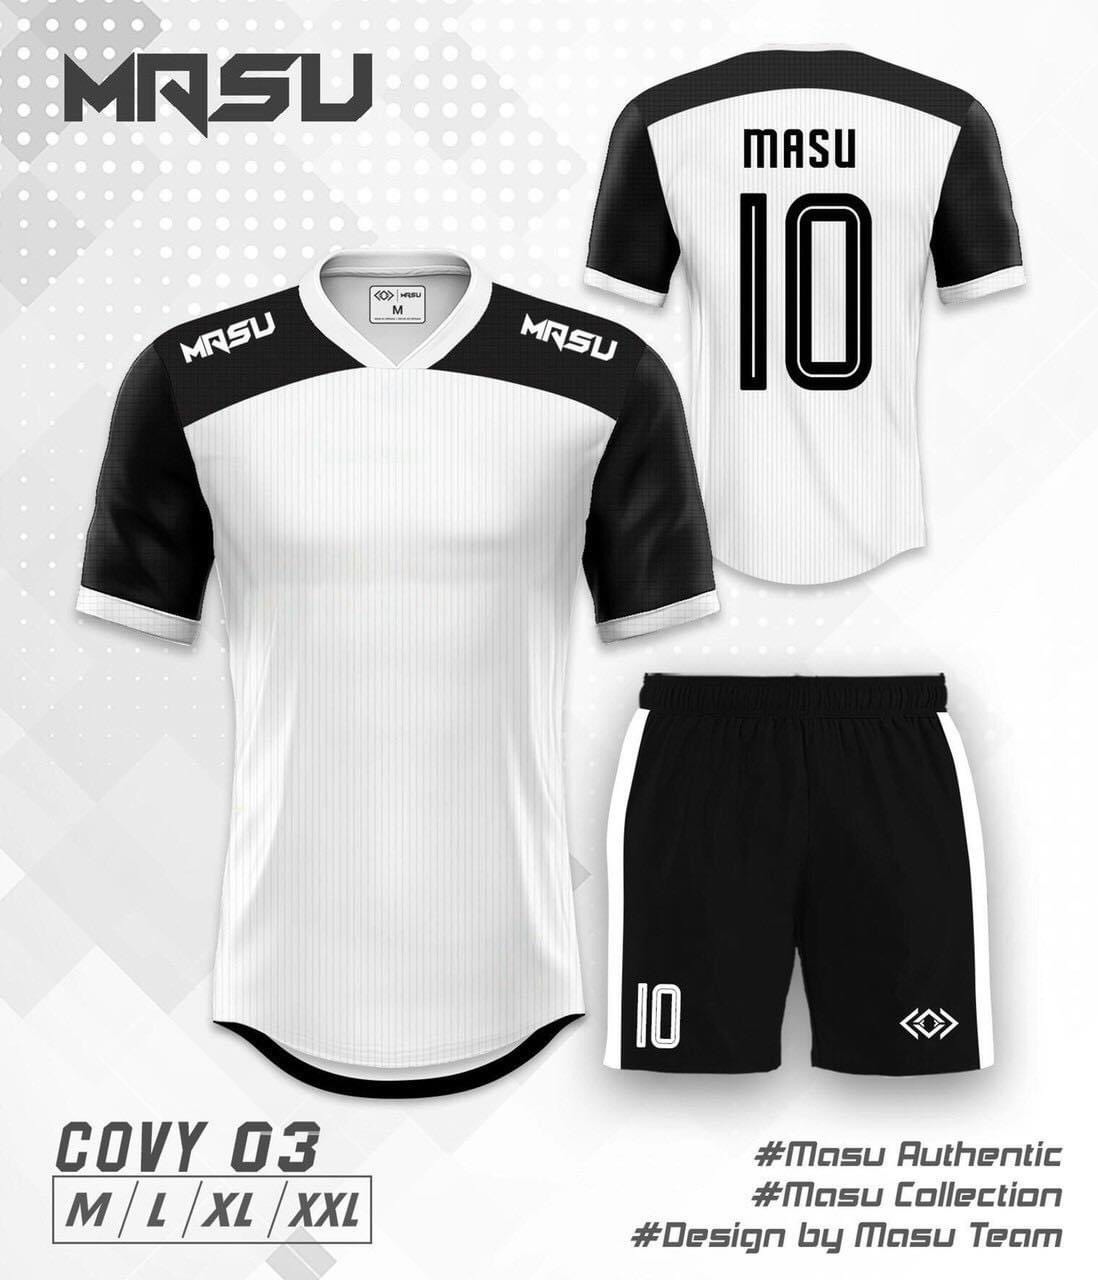 MASU
MASU
10
MASU
MASU
MASU
M
10
COVY 03
M/L/XL/XXL
#Masu Authentic
#Masu Collection
#Design by Masu Team